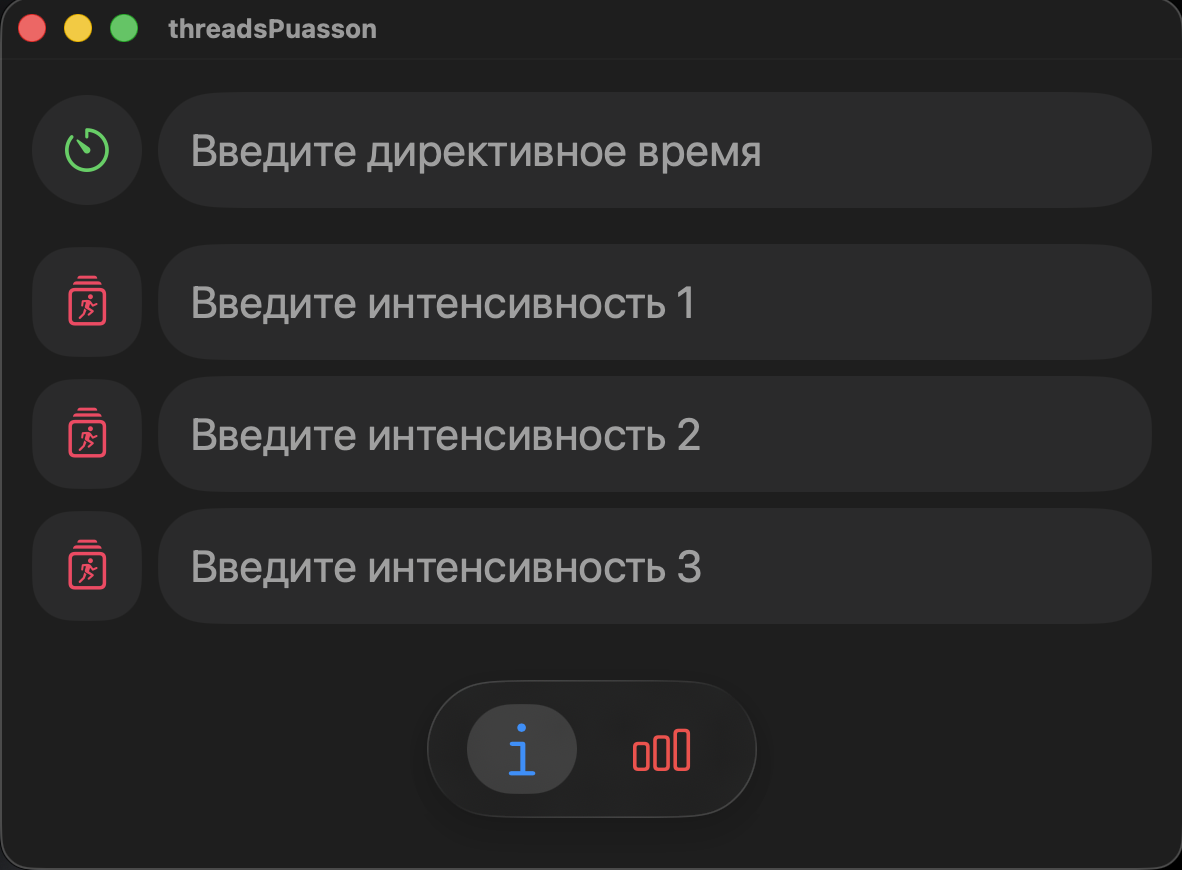 threadsPuasson
Введите директивное время
Введите интенсивность 1
Введите интенсивность 2
Введите интенсивность 3